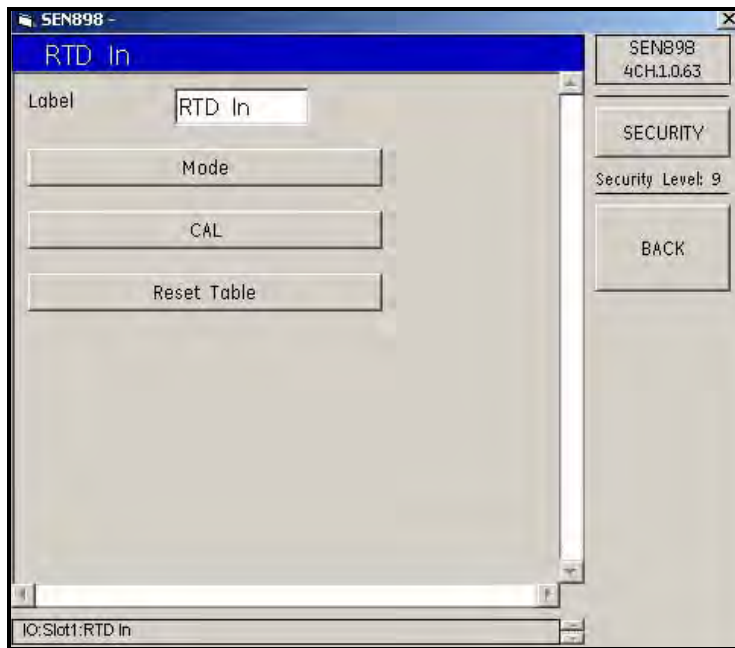 SEN898 -
RTD In
Label
RTD In
Mode
CAL
Reset Table
SEN898
4CH.1.0.63
SECURITY
Security Level: 9
BACK
IO:Slot1:RTD In